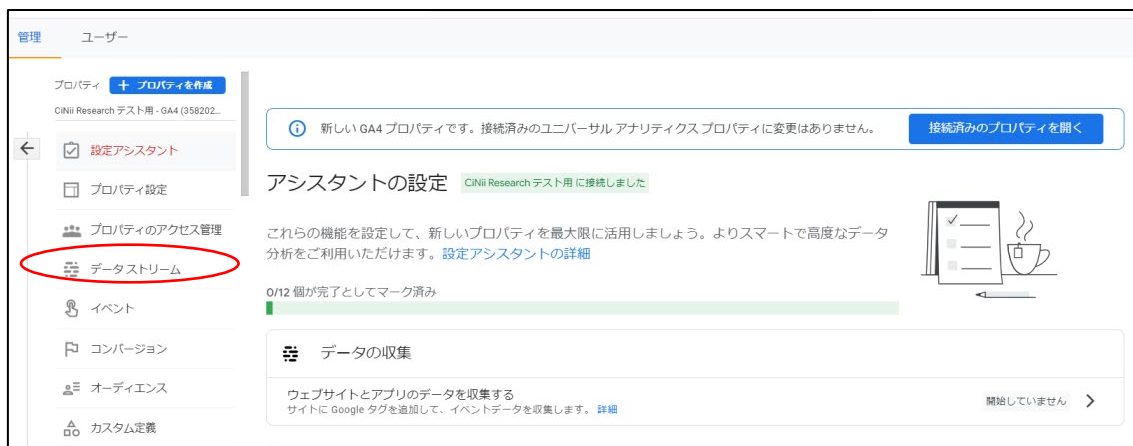 管理 ユーザー
プロパティ + プロパティを作成
CiNii Research テスト用 - GA4 (358202...
設定アシスタント
プロパティ設定
プロパティのアクセス管理
データ ストリーム
イベント
コンバージョン
オーディエンス
カスタム定義
新しい GA4 プロパティです。接続済みのユニバーサル アナリティクス プロパティに変更はありません。
接続済みのプロパティを開く
アシスタントの設定 CiNii Research テスト用 に接続しました
これらの機能を設定して、新しいプロパティを最大限に活用しましょう。よりスマートで高度なデータ
分析をご利用いただけます。設定アシスタントの詳細
0/12 個が完了としてマーク済み
データの収集
ウェブサイトとアプリのデータを収集する
サイトに Google タグを追加して、イベントデータを収集します。 詳細
開始していません